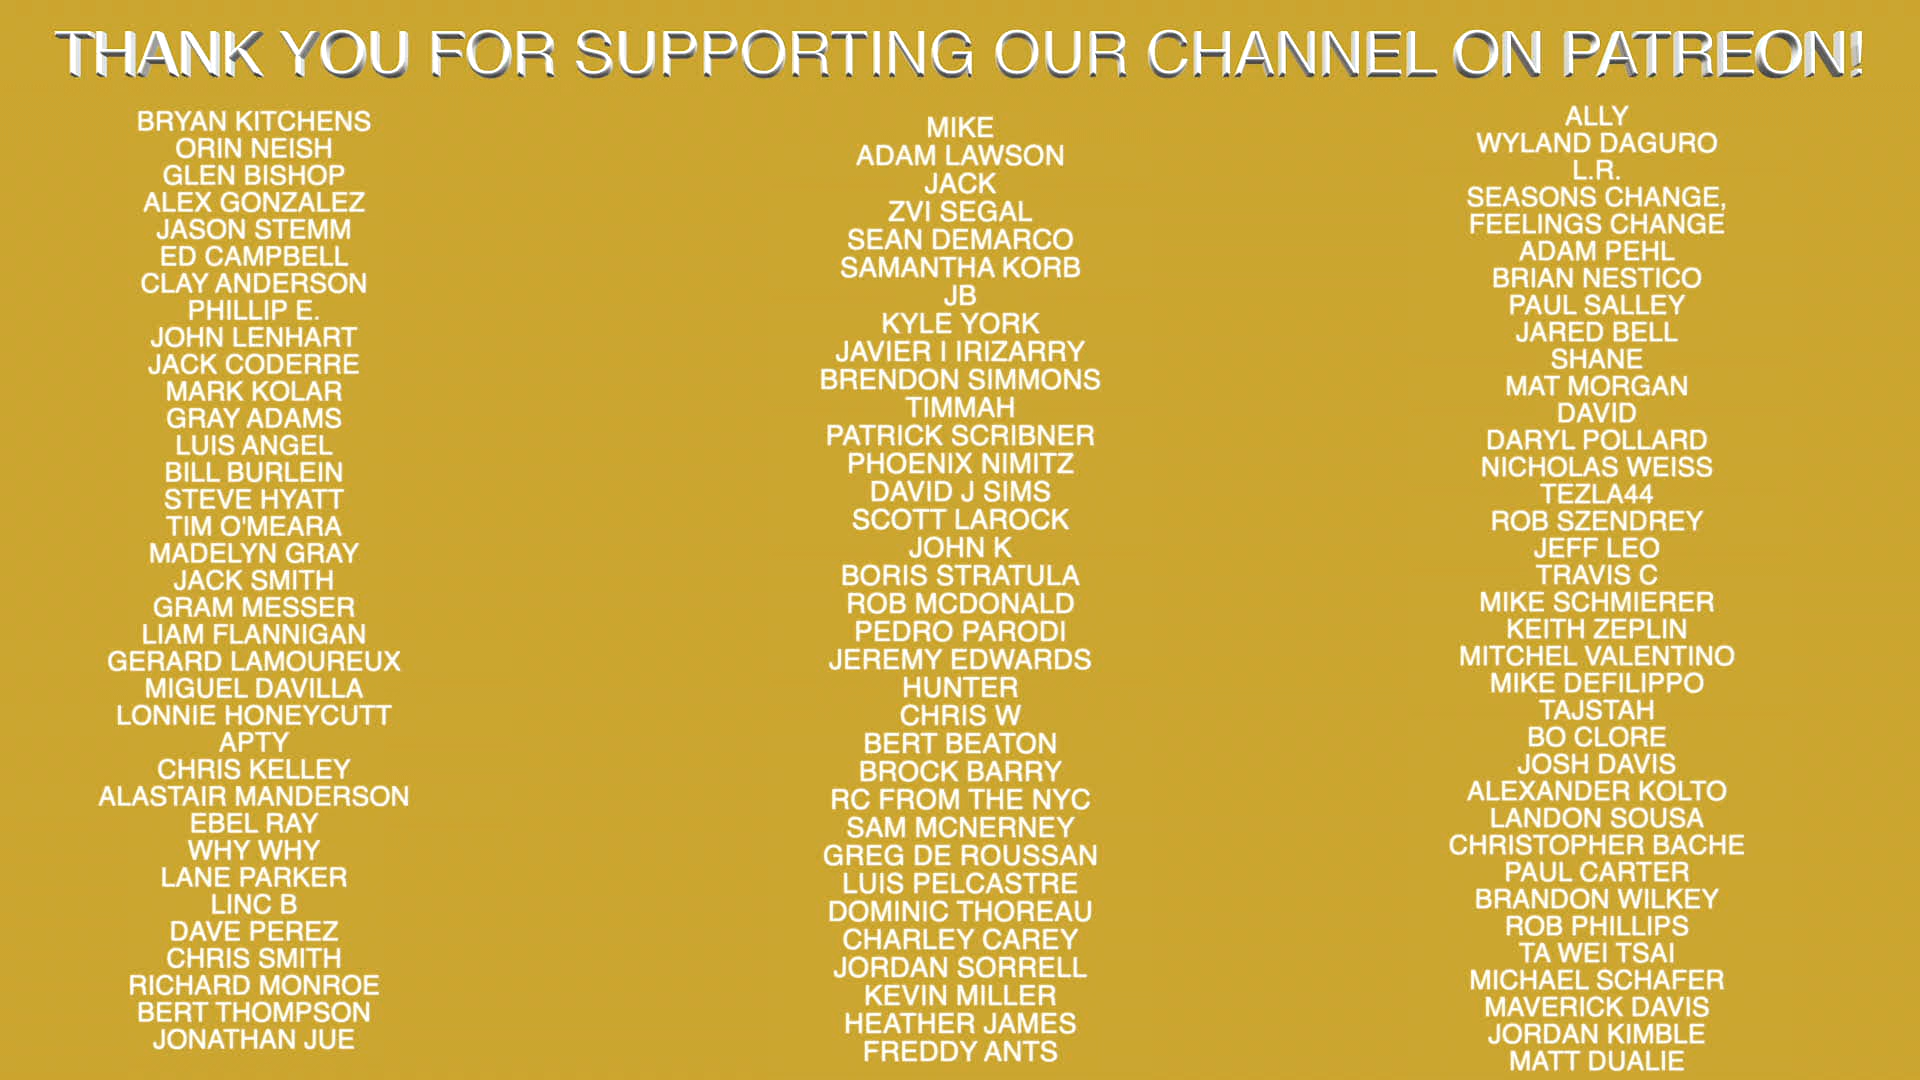 THANK YOU FOR SUPPORTING OUR CHANNEL ON PATREON!
BRYAN KITCHENS
ORIN NEISH
GLEN BISHOP
ALEX GONZALEZ
JASON STEMM
ED CAMPBELL
CLAY ANDERSON
PHILLIP E.
JOHN LENHART
JACK CODERRE
MARK KOLAR
GRAY ADAMS
LUIS ANGEL
BILL BURLEIN
STEVE HYATT
TIM O'MEARA
MADELYN GRAY
JACK SMITH
GRAM MESSER
LIAM FLANNIGAN
GERARD LAMOUREUX
MIGUEL DAVILLA
LONNIE HONEYCUTT
APTY
CHRIS KELLEY
ALASTAIR MANDERSON
EBEL RAY
WHY WHY
LANE PARKER
LINC B
DAVE PEREZ
CHRIS SMITH
RICHARD MONROE
BERT THOMPSON
JONATHAN JUE
MIKE
ADAM LAWSON
JACK
ZVI SEGAL
SEAN DEMARCO
SAMANTHA KORB
JB
KYLE YORK
JAVIER I IRIZARRY
BRENDON SIMMONS
TIMMAH
PATRICK SCRIBNER
PHOENIX NIMITZ
DAVID J SIMS
SCOTT LAROCK
JOHN K
BORIS STRATULA
ROB MCDONALD
PEDRO PARODI
JEREMY EDWARDS
HUNTER
CHRIS W
BERT BEATON
BROCK BARRY
RC FROM THE NYC
SAM MCNERNEY
GREG DE ROUSSAN
LUIS PELCASTRE
DOMINIC THOREAU
CHARLEY CAREY
JORDAN SORRELL
KEVIN MILLER
HEATHER JAMES
FREDDY ANTS
ALLY
WYLAND DAGURO
L.R.
SEASONS CHANGE,
FEELINGS CHANGE
ADAM PEHL
BRIAN NESTICO
PAUL SALLEY
JARED BELL
SHANE
MAT MORGAN
DAVID
DARYL POLLARD
NICHOLAS WEISS
TEZLA44
ROB SZENDREY
JEFF LEO
TRAVIS C
MIKE SCHMIERER
KEITH ZEPLIN
MITCHEL VALENTINO
MIKE DEFILIPPO
TAJSTAH
BO CLORE
JOSH DAVIS
ALEXANDER KOLTO
LANDON SOUSA
CHRISTOPHER BACHE
PAUL CARTER
BRANDON WILKEY
ROB PHILLIPS
TA WEI TSAI
MICHAEL SCHAFER
MAVERICK DAVIS
JORDAN KIMBLE
MATT DUALIE